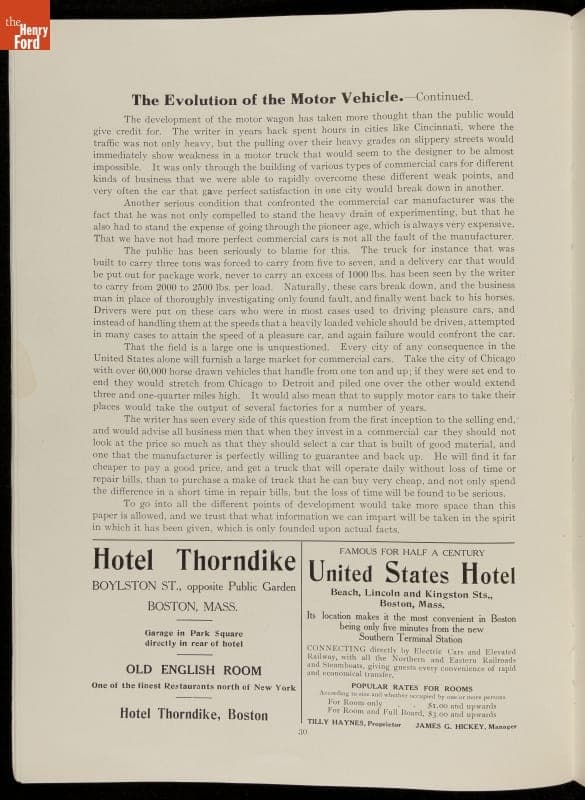 the
Henry
Ford
The Evolution of the Motor Vehicle.—Continued.
The development of the motor wagon has taken more thought than the public would
give credit for. The writer in years back spent hours in cities like Cincinnati, where the
traffic was not only heavy, but the pulling over their heavy grades on slippery streets would
immediately show weakness in a motor truck that would seem to the designer to be almost
impossible. It was only through the building of various types of commercial cars for different
kinds of business that we were able to rapidly overcome these different weak points, and
very often the car that gave perfect satisfaction in one city would break down in another.
Another serious condition that confronted the commercial car manufacturer was the
fact that he was not only compelled to stand the heavy drain of experimenting, but that he
also had to stand the expense of going through the pioneer age, which is always very expensive.
That we have not had more perfect commercial cars is not all the fault of the manufacturer.
The public has been seriously to blame for this. The truck for instance that was
built to carry three tons was forced to carry from five to seven, and a delivery car that would
be put out for package work, never to carry an excess of 1000 lbs. has been seen by the writer
to carry from 2000 to 2500 lbs. per load. Naturally, these cars break down, and the business
man in place of thoroughly investigating only found fault, and finally went back to his horses.
Drivers were put on these cars who were in most cases used to driving pleasure cars, and
instead of handling them at the speeds that a heavily loaded vehicle should be driven, attempted
in many cases to attain the speed of a pleasure car, and again failure would confront the car.
That the field is a large one is unquestioned. Every city of any consequence in the
United States alone will furnish a large market for commercial cars. Take the city of Chicago
with over 60,000 horse drawn vehicles that handle from one ton and up; if they were set end to
end they would stretch from Chicago to Detroit and piled one over the other would extend
three and one-quarter miles high. It would also mean that to supply motor cars to take their
places would take the output of several factories for a number of years.
The writer has seen every side of this question from the first inception to the selling end,
and would advise all business men that when they invest in a commercial car they should not
look at the price so much as that they should select a car that is built of good material, and
one that the manufacturer is perfectly willing to guarantee and back up. He will find it far
cheaper to pay a good price, and get a truck that will operate daily without loss of time or
repair bills, than to purchase a make of truck that he can buy very cheap, and not only spend
the difference in a short time in repair bills, but the loss of time will be found to be serious.
To go into all the different points of development would take more space than this
paper is allowed, and we trust that what information we can impart will be taken in the spirit
in which it has been given, which is only founded upon actual facts.
Hotel Thorndike
BOYLSTON ST., opposite Public Garden
BOSTON, MASS.
Garage in Park Square
directly in rear of hotel
OLD ENGLISH ROOM
One of the finest Restaurants north of New York
Hotel Thorndike, Boston
FAMOUS FOR HALF A CENTURY
United States Hotel
Beach, Lincoln and Kingston Sts.,
Boston, Mass.
Its location makes it the most convenient in Boston
being only five minutes from the new
Southern Terminal Station
CONNECTING directly by Electric Cars and Elevated
Railway, with all the Northern and Eastern Railroads
and Steamboats, giving guests every convenience of rapid
and economical transfer.
POPULAR RATES FOR ROOMS
According to size and whether occupied by one or more persons
For Room only . $1.00 and upwards
For Room and Full Board, $3.00 and upwards
TILLY HAYNES, Proprietor JAMES G. HICKEY, Manager
30